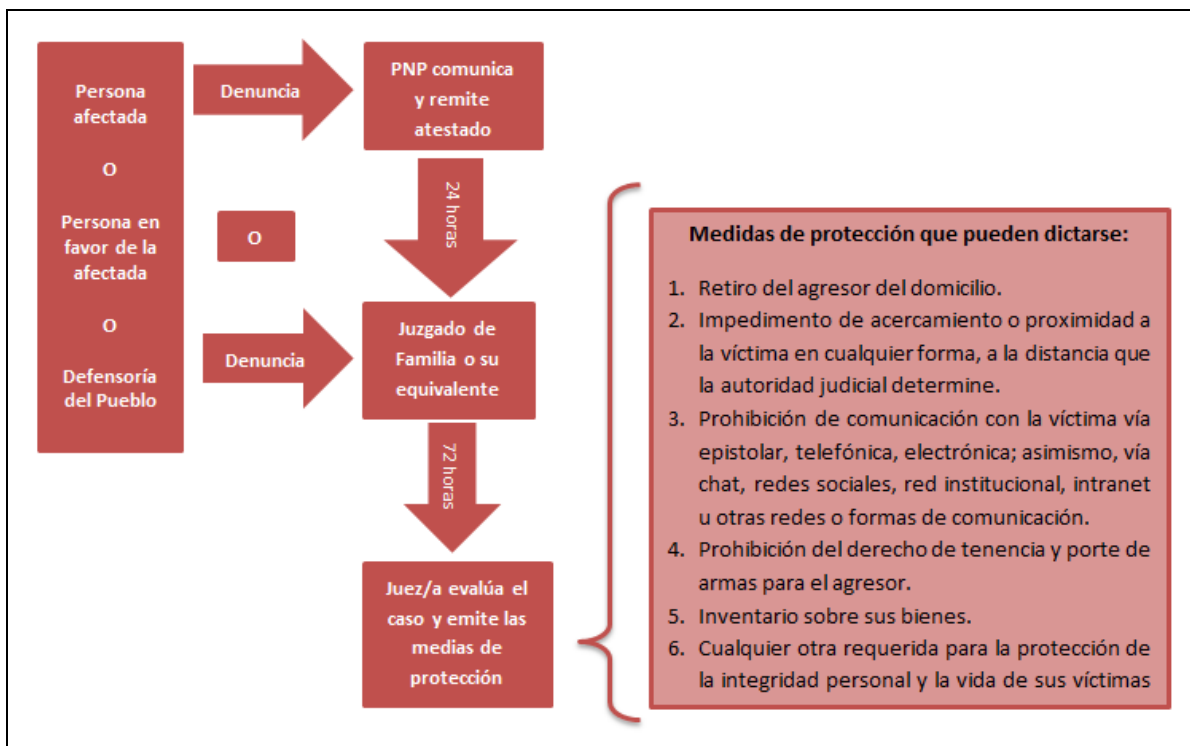 Persona
afectada
O
Persona en
favor de la
afectada
O
Defensoría
del Pueblo
Denuncia
O
Denuncia
PNP comunica
y remite
atestado
24 horas
Juzgado de
Familia o su
equivalente
72 horas
Juez/a evalúa el
caso y emite las
medias de
protección
Medidas de protección que pueden dictarse:
1. Retiro del agresor del domicilio.
2. Impedimento de acercamiento o proximidad a
la víctima en cualquier forma, a la distancia que
la autoridad judicial determine.
3. Prohibición de comunicación con la víctima vía
epistolar, telefónica, electrónica; asimismo, vía
chat, redes sociales, red institucional, intranet
u otras redes o formas de comunicación.
4. Prohibición del derecho de tenencia y porte de
armas para el agresor.
5. Inventario sobre sus bienes.
6. Cualquier otra requerida para la protección de
la integridad personal y la vida de sus víctimas